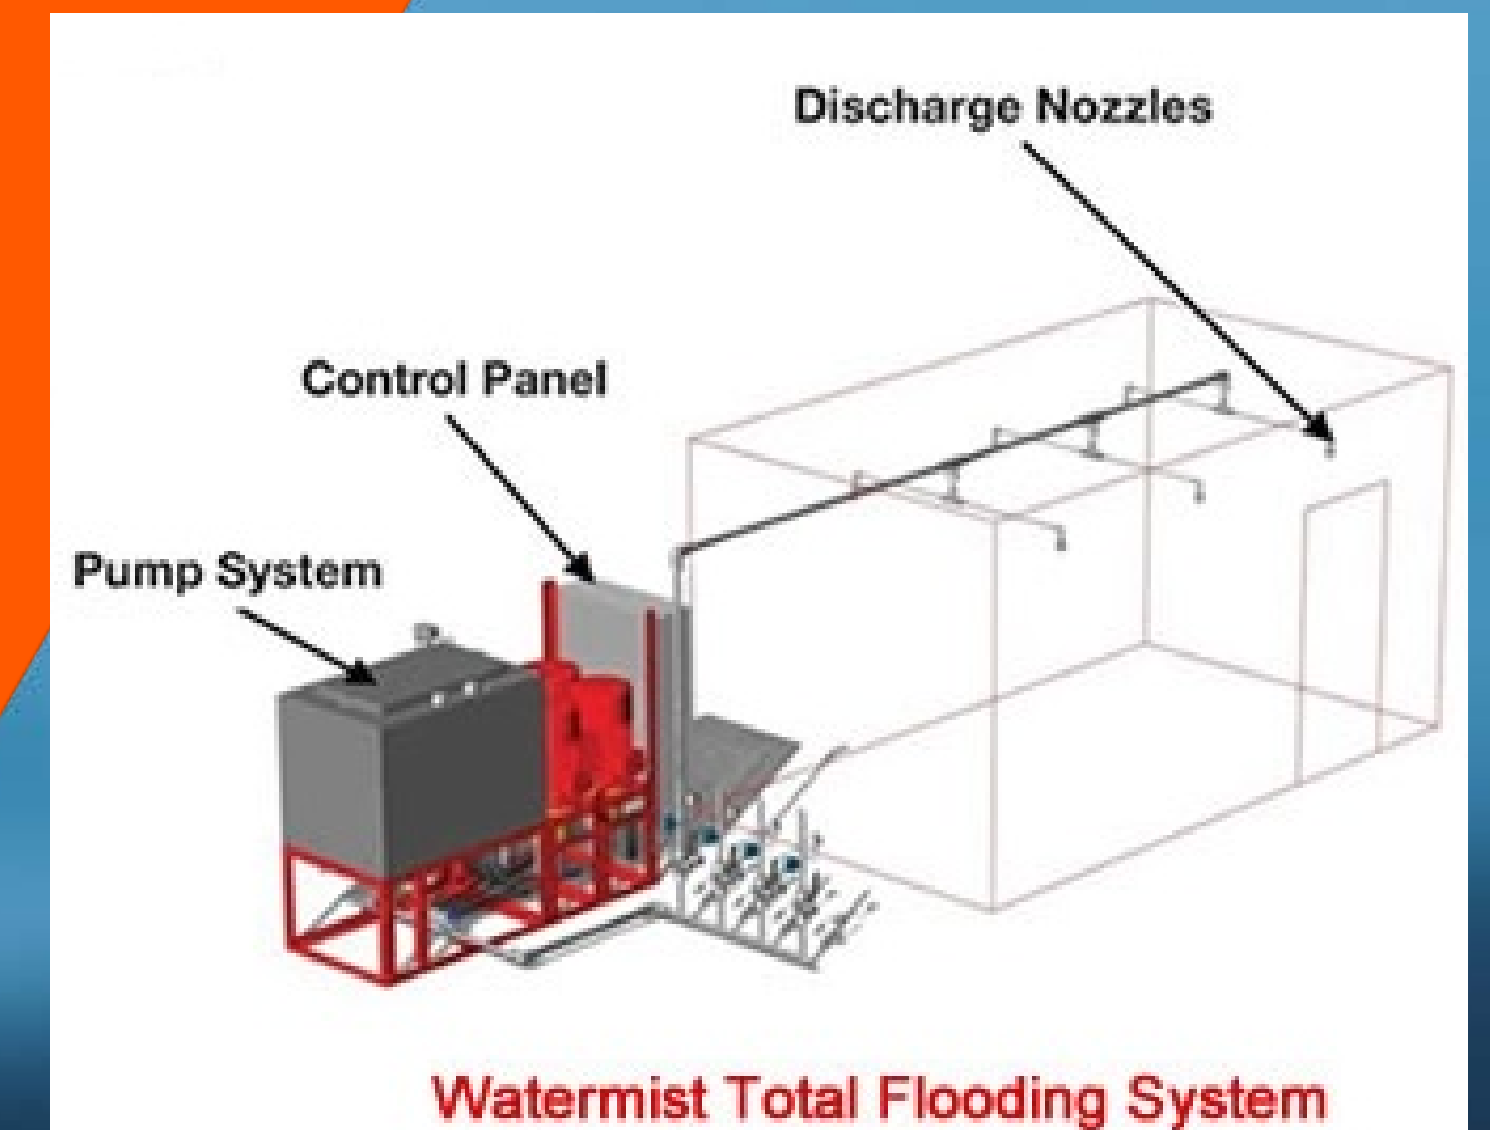 Discharge Nozzles
Control Panel
Pump System
Watermist Total Flooding System